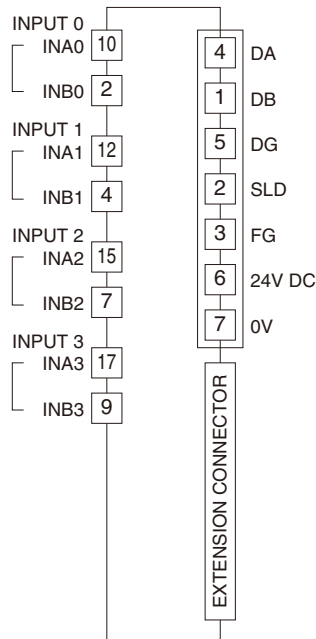 INPUT 0
INA0 10
INB0 2
INPUT 1
INA1 12
INB1 4
INPUT 2
INA2 15
INB2 7
INPUT 3
INA3 17
INB3 9
4 DA
1 DB
5 DG
2 SLD
3 FG
6 24V DC
7 0V
EXTENSION CONNECTOR